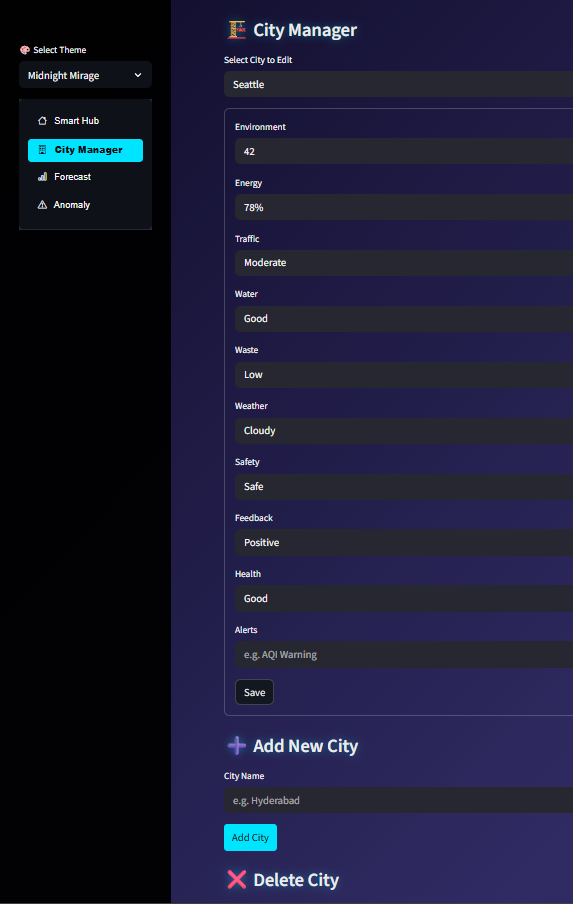 Select Theme
Midnight Mirage
Smart Hub
City Manager
Forecast
Anomaly
City Manager
Select City to Edit
Seattle
Environment
42
Energy
78%
Traffic
Moderate
Water
Good
Waste
Low
Weather
Cloudy
Safety
Safe
Feedback
Positive
Health
Good
Alerts
e.g. AQI Warning
Save
Add New City
City Name
e.g. Hyderabad
Add City
Delete City